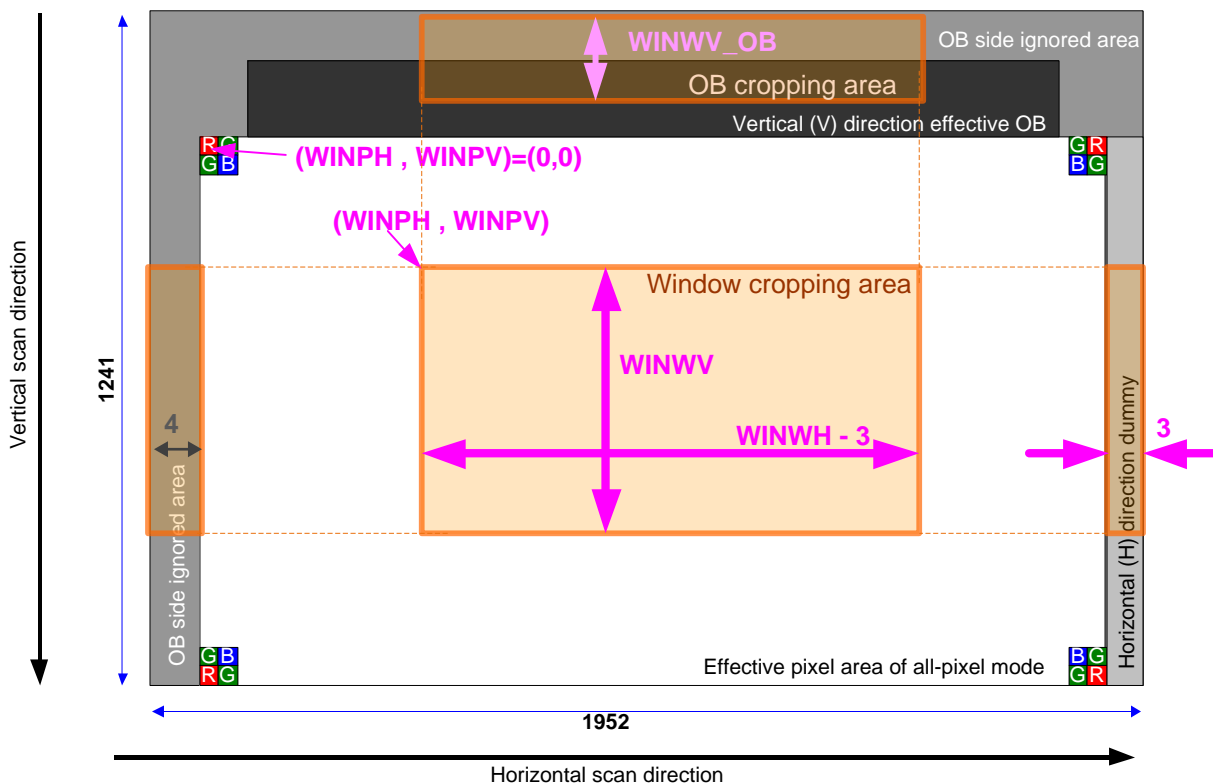 WINWV_OB
OB side ignored area
OB cropping area
Vertical (V) direction effective OB
R G
G B
(WINPH , WINPV)=(0,0)
G R
B G
(WINPH , WINPV)
Window cropping area
Vertical scan direction
1241
WINWV
4
WINWH - 3
3
OB side ignored area
Horizontal (H) direction dummy
G B
R G
Effective pixel area of all-pixel mode
B G
G R
1952
Horizontal scan direction